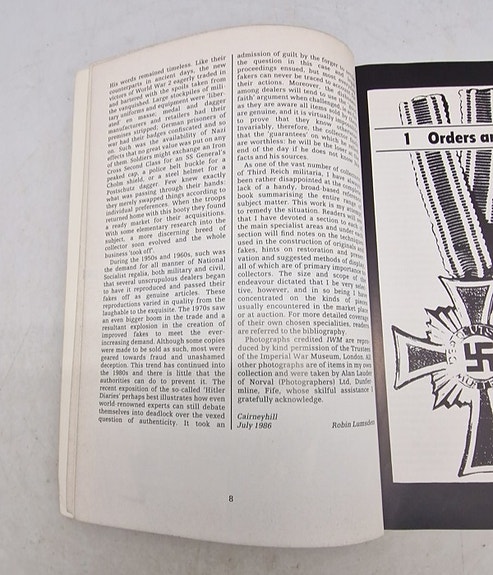 His words remained timeless. Like their
counterparts in ancient days, the new
victors of World War 2 eagerly traded in
and bartered with the spoils taken from
the vanquished. Large stockpiles of mili-
tary uniforms and equipment were 'liber-
ated' en masse; medal and dagger
manufacturers and retailers had their
premises stripped; German prisoners of
war had their badges confiscated and so
on. Such was the availability of Nazi
effects that no great value was put on any
of them. Soldiers might exchange an Iron
Cross Second Class for an SS General's
peaked cap, a police belt buckle for a
Cholm shield, or a steel helmet for a
Postschutz dagger. Few knew exactly
what was passing through their hands:
they merely swapped things according to
individual preferences. When the troops
returned home with this booty they found
a ready market for their acquisitions.
With some elementary research into the
subject, a more discerning breed of
collector soon evolved and the whole
business 'took off'.
During the 1950s and 1960s, such was
the demand for all manner of National
Socialist regalia, both military and civil,
that several unscrupulous dealers began
to have it reproduced and passed their
fakes off as genuine articles. These
reproductions varied in quality from the
laughable to the exquisite. The 1970s saw
an even bigger boom in the trade and a
resultant explosion in the creation of
improved fakes to meet the ever-
increasing demand. Although some copies
were made to be sold as such, most were
geared towards fraud and unashamed
deception. This trend has continued into
the 1980s and there is little that the
authorities can do to prevent it. The
recent exposition of the so-called 'Hitler
Diaries' perhaps best illustrates how even
world-renowned experts can still debate
themselves into deadlock over the vexed
question of authenticity. It took an
admission of guilt by the forger to
the question in this case and
proceedings ensued, but most
fakers can never be traced
their actions. Moreover, the
among dealers will tend to
faith' argument when challenged
as they are aware all items sold
are genuine, and it is virtually
to prove that they knew
Invariably, therefore, the collector
that the 'guarantees' on which he
are worthless: he will be the loser
end of the day if he does not know
facts and his sources.
As one of the vast number of collectors
of Third Reich militaria, I have
been rather disappointed at the
lack of a handy, broad-based
book summarising the entire
subject matter. This work is my
to remedy the situation. Readers will
that I have devoted a section to each
the main specialist areas and under
section will find notes on the techniques
used in the construction of originals
fakes, hints on restoration and
vation and suggested methods of
all of which are of primary importance
collectors. The size and scope of
endeavour dictated that I be very
tive, however, and in so being I
concentrated on the kinds of
usually encountered in the market
or at auction. For more detailed
of their own chosen specialities, readers
are referred to the bibliography.
Photographs credited IWM are repro-
duced by kind permission of the Trustees
of the Imperial War Museum, London. All
other photographs are of items in my own
collection and were taken by Alan Lander
of Norval (Photographers) Ltd, Dunfer-
mline, Fife, whose skilful assistance I
gratefully acknowledge.
Cairneyhill
July 1986 Robin Lumsden
8
1 Orders